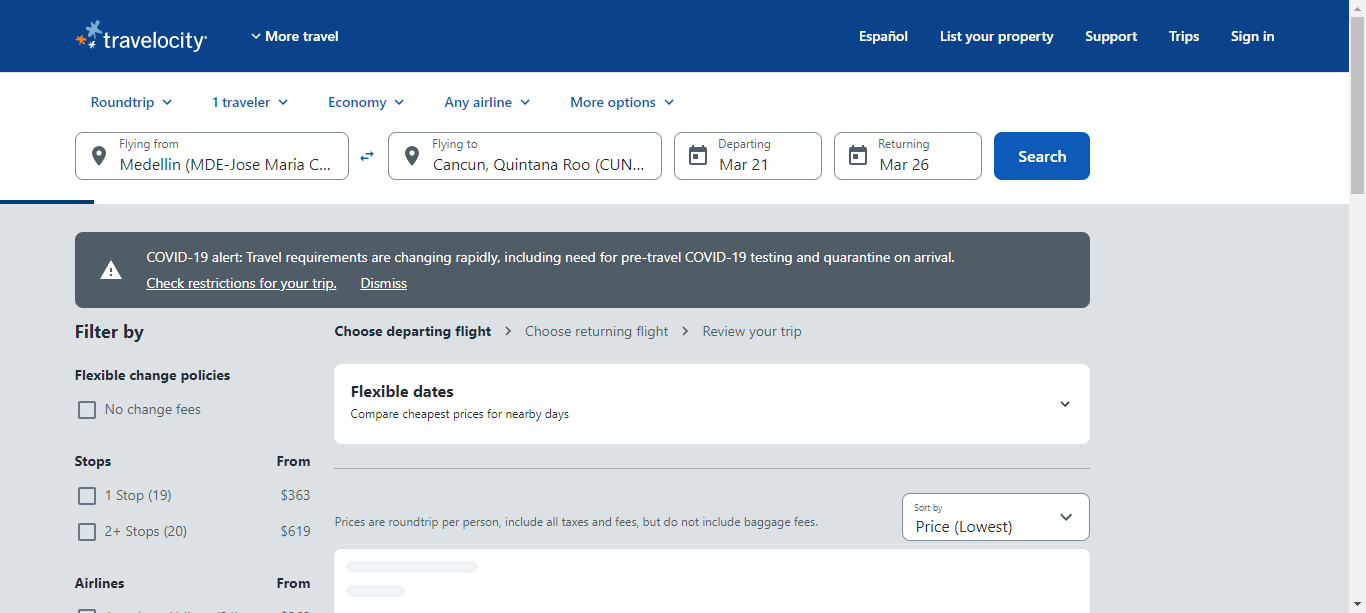 travelocity
More travel
Español
List your property
Support
Trips
Sign in
Roundtrip
1 traveler
Economy
Any airline
More options
Flying from
Medellin (MDE-Jose Maria C...
Flying to
Cancun, Quintana Roo (CUN...
Departing
Mar 21
Returning
Mar 26
Search
COVID-19 alert: Travel requirements are changing rapidly, including need for pre-travel COVID-19 testing and quarantine on arrival.
Check restrictions for your trip.
Dismiss
Filter by
Flexible change policies
No change fees
Stops From
1 Stop (19) $363
2+ Stops (20) $619
Airlines From
Choose departing flight > Choose returning flight > Review your trip
Flexible dates
Compare cheapest prices for nearby days
Prices are roundtrip per person, include all taxes and fees, but do not include baggage fees.
Sort by
Price (Lowest)